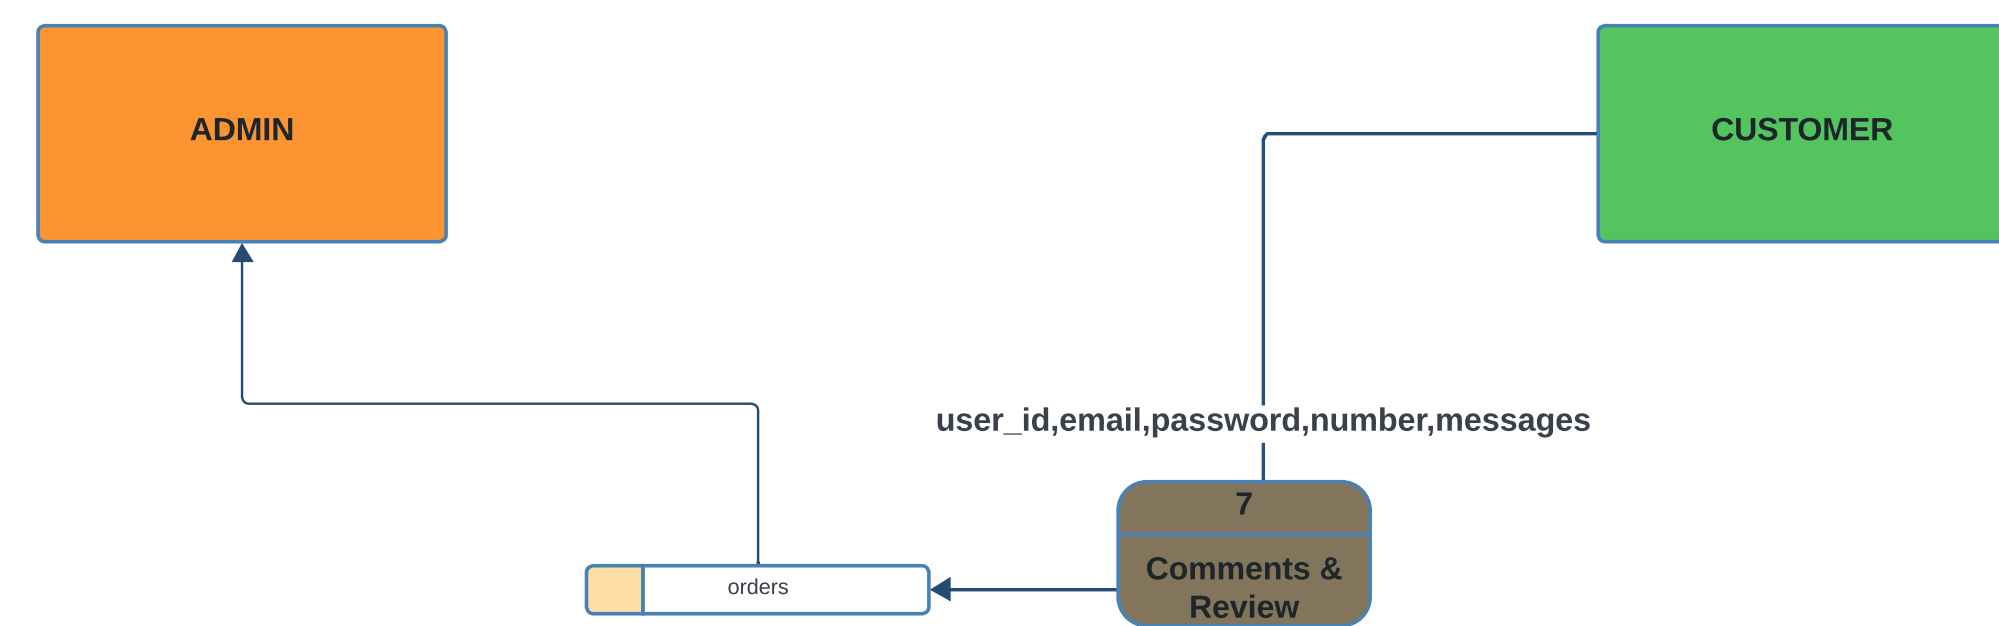 ADMIN
CUSTOMER
user_id,email,password,number,messages
7
Comments &
Review
orders